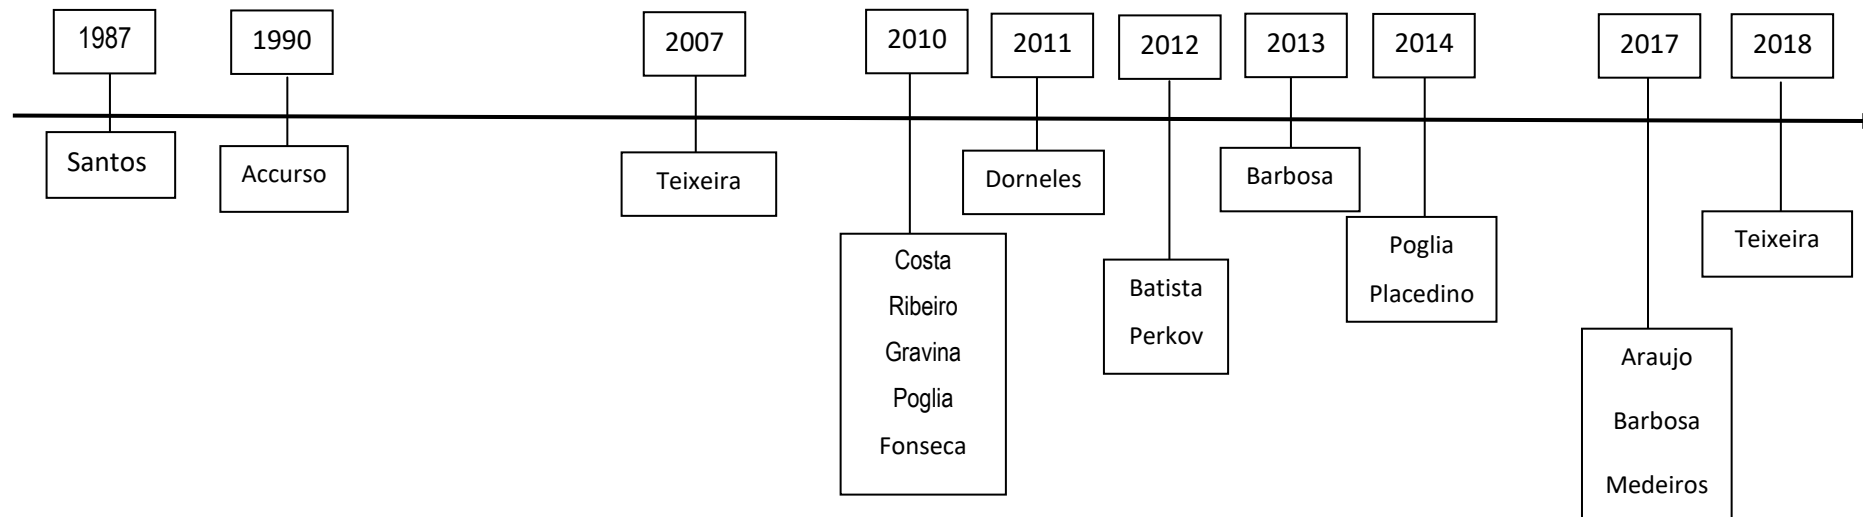 1987
1990
2007
2010
2011
2012
2013
2014
2017
2018
Santos
Accurso
Teixeira
Costa
Ribeiro
Gravina
Poglia
Fonseca
Dorneles
Batista
Perkov
Barbosa
Poglia
Placedino
Araujo
Barbosa
Medeiros
Teixeira